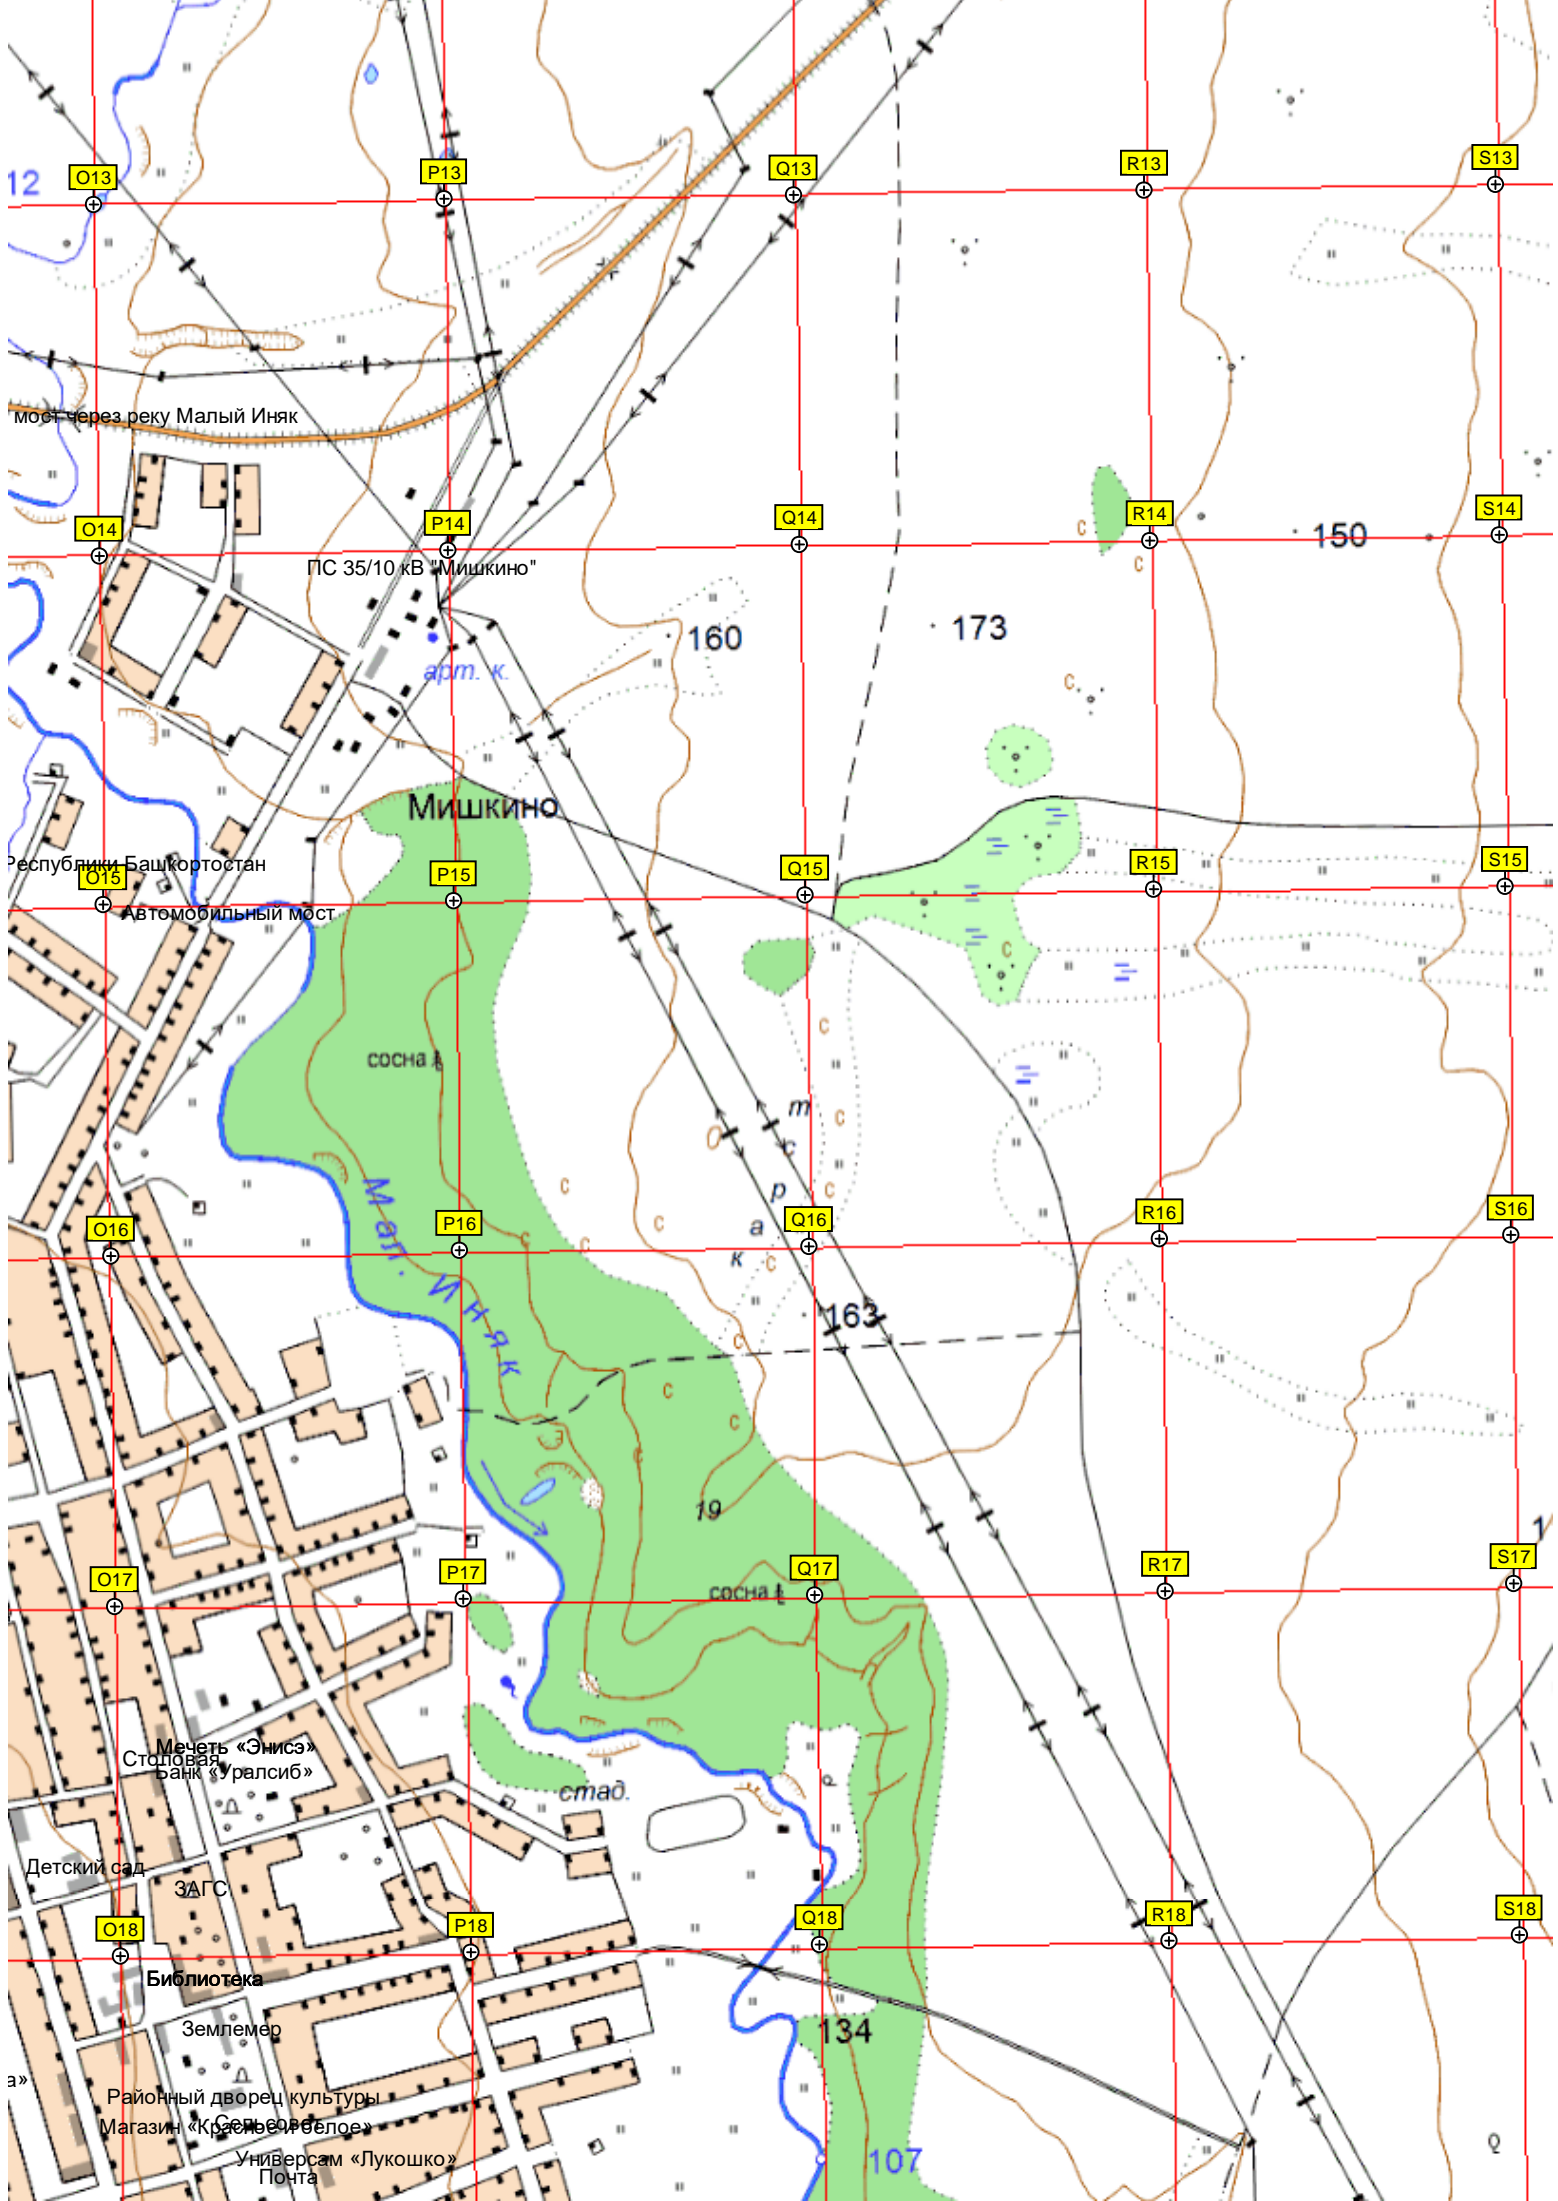 O13
P13
Q13
R13
S13
12
мост через реку Малый Иняк
O14
P14
Q14
R14
S14
150
ПС 35/10 кВ "Мишкино"
160
173
арт. к.
Мишкино
Республики Башкортостан
O15
P15
Q15
R15
S15
Автомобильный мост
сосна
карст
O16
P16
Q16
R16
S16
Мал. Иняк
163
19
1
O17
P17
сосна
Q17
R17
S17
Мечеть «Энисэ»
Столовая
Банк «Уралсиб»
стад.
Детский сад
ЗАГС
O18
P18
Q18
R18
S18
Библиотека
Землемер
134
а»
Районный дворец культуры
Магазин «Красное и белое»
Сельсовет
Универсам «Лукошко»
Почта
107